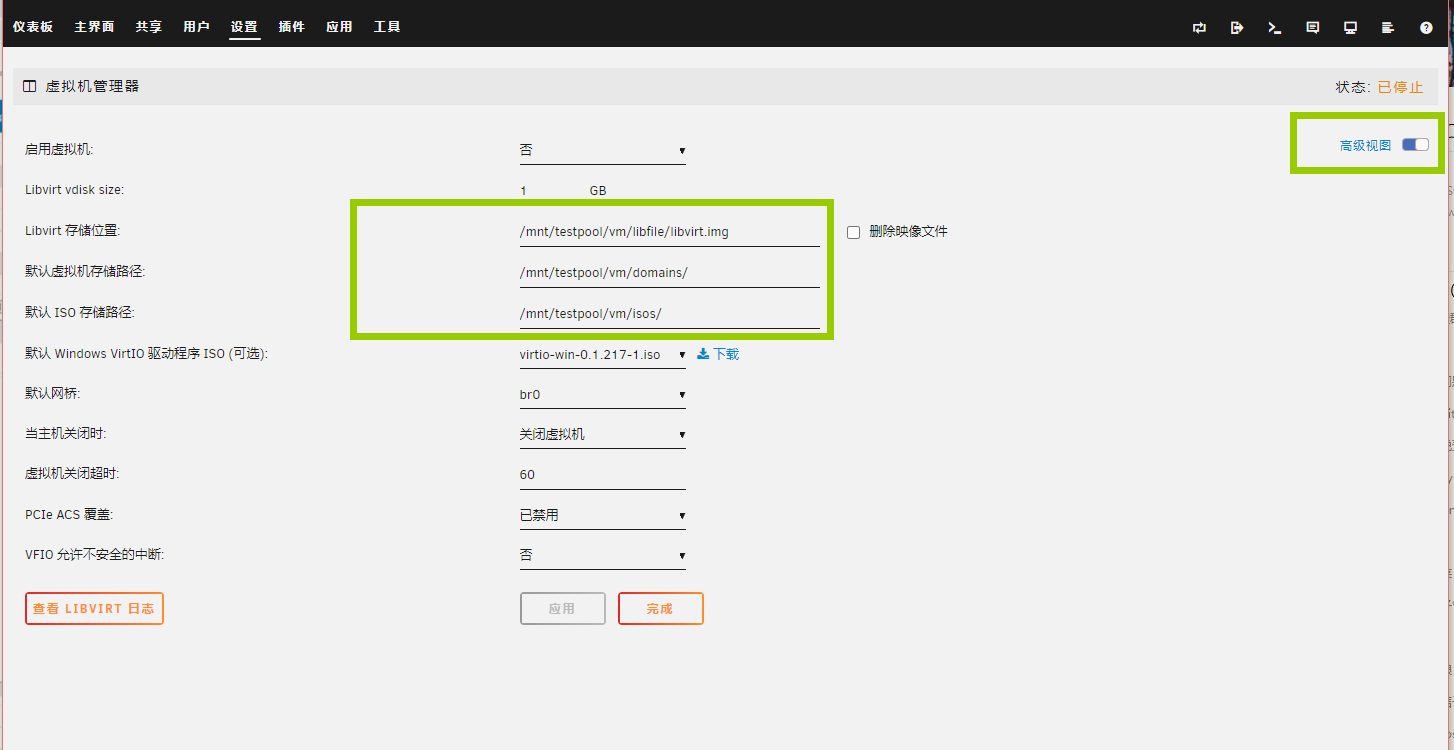 仪表板 主界面 共享 用户 设置 插件 应用 工具
虚拟机管理器 状态: 已停止
高级视图
启用虚拟机: 否
Libvirt vdisk size: 1 GB
Libvirt 存储位置: /mnt/testpool/vm/libfile/libvirt.img 删除映像文件
默认虚拟机存储路径: /mnt/testpool/vm/domains/
默认 ISO 存储路径: /mnt/testpool/vm/isos/
默认 Windows VirtIO 驱动程序 ISO (可选): virtio-win-0.1.217-1.iso 下载
默认网桥: br0
当主机关闭时: 关闭虚拟机
虚拟机关闭超时: 60
PCIe ACS 覆盖: 已禁用
VFIO 允许不安全的中断: 否
查看 LIBVIRT 日志 应用 完成